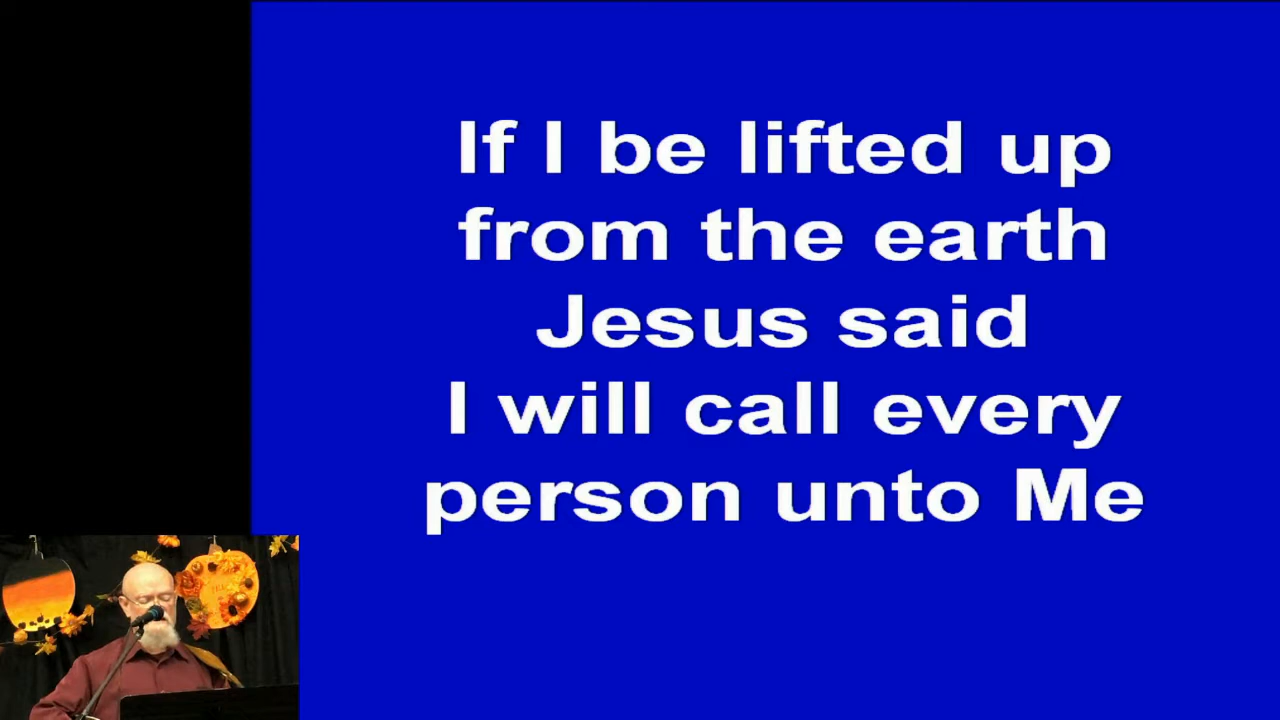 If I be lifted up
from the earth
Jesus said
I will call every
person unto Me